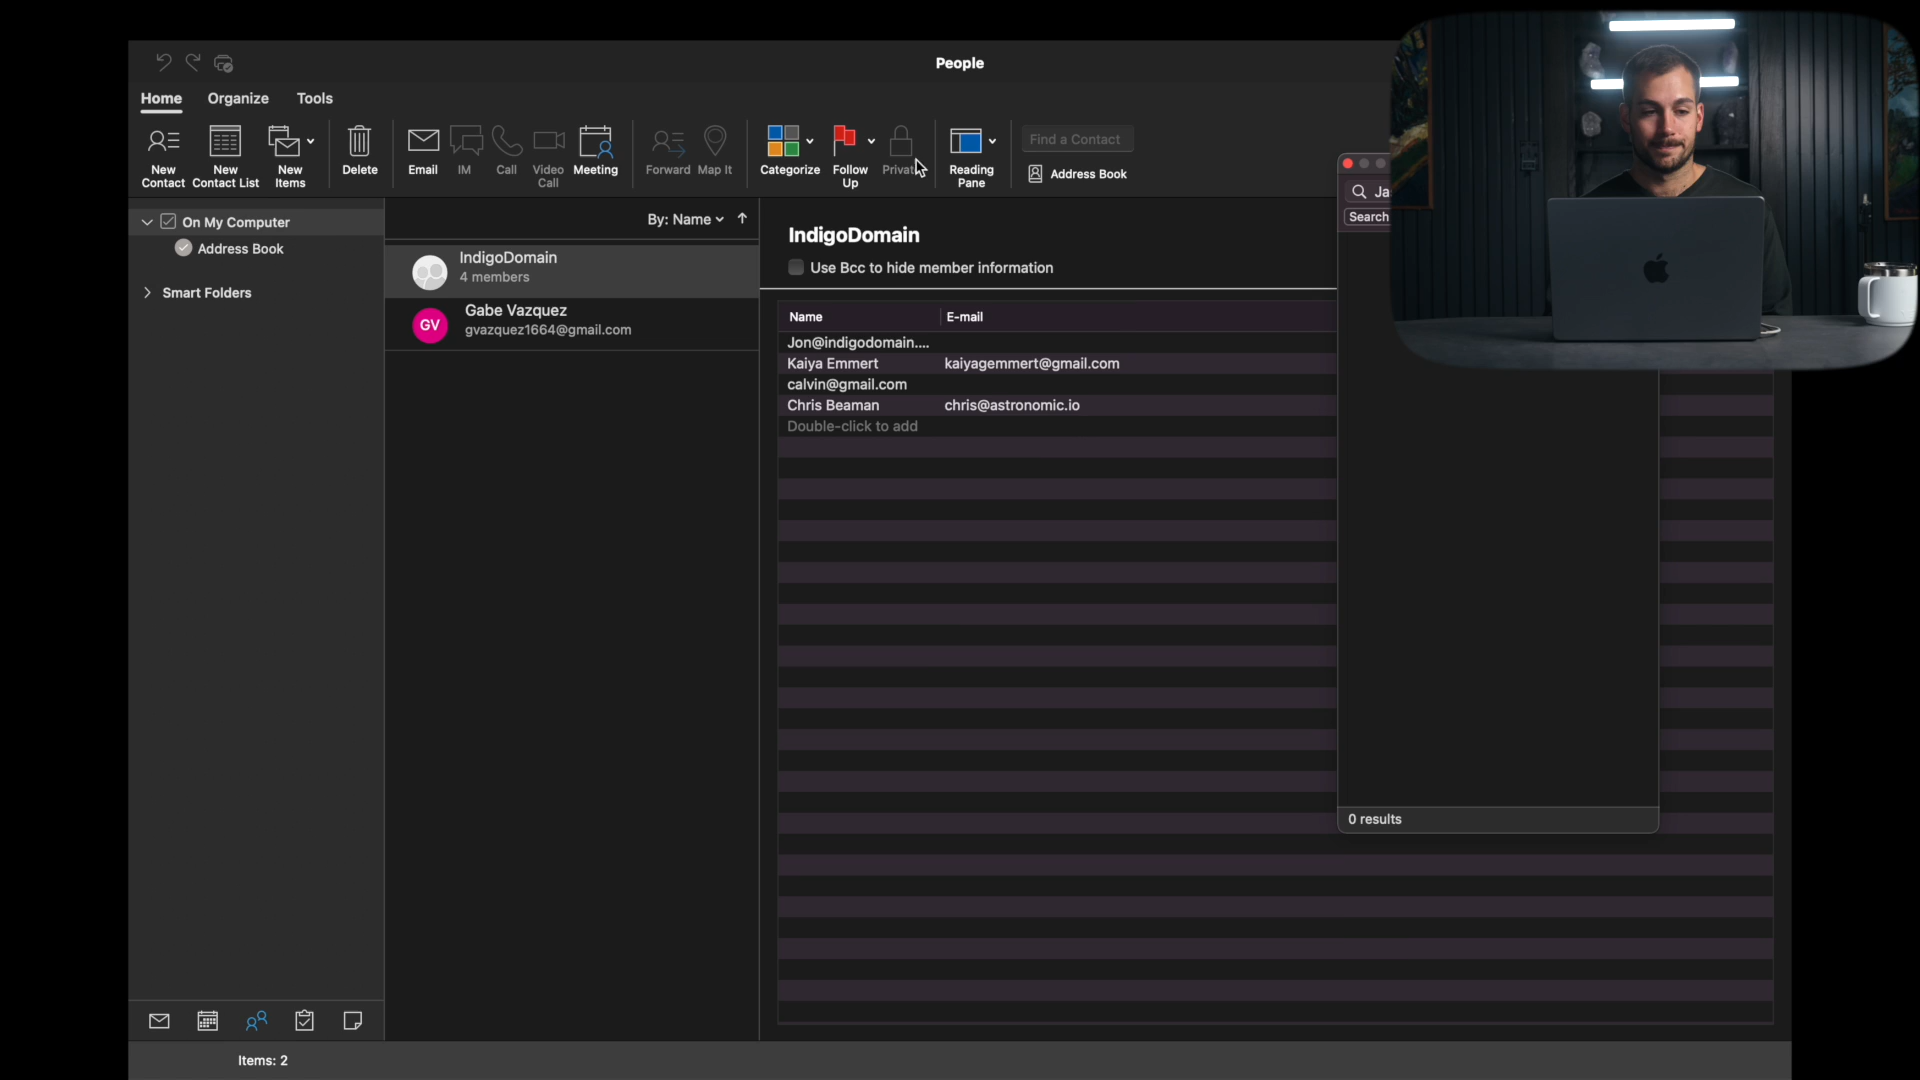 People
Home Organize Tools
New Contact
New Contact List
New Items
Delete
Email
IM
Call
Video Call
Meeting
Forward
Map It
Categorize
Follow Up
Reading Pane
Find a Contact
Address Book
On My Computer
Address Book
Smart Folders
By: Name
IndigoDomain
4 members
GV
Gabe Vazquez
gvazquez1664@gmail.com
IndigoDomain
Use Bcc to hide member information
Name E-mail
Jon@indigodomain....
Kaiya Emmert kaiyagemmert@gmail.com
calvin@gmail.com
Chris Beaman chris@astronomic.io
Double-click to add
Ja
Search
0 results
Items: 2